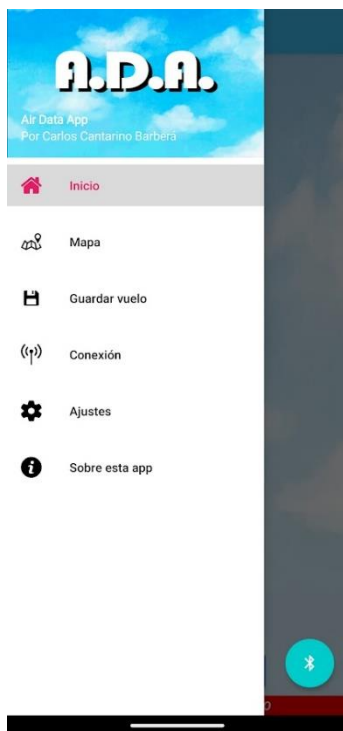 A.D.A.
Air Data App
Por Carlos Cantarino Barberá
Inicio
Mapa
Guardar vuelo
Conexión
Ajustes
Sobre esta app